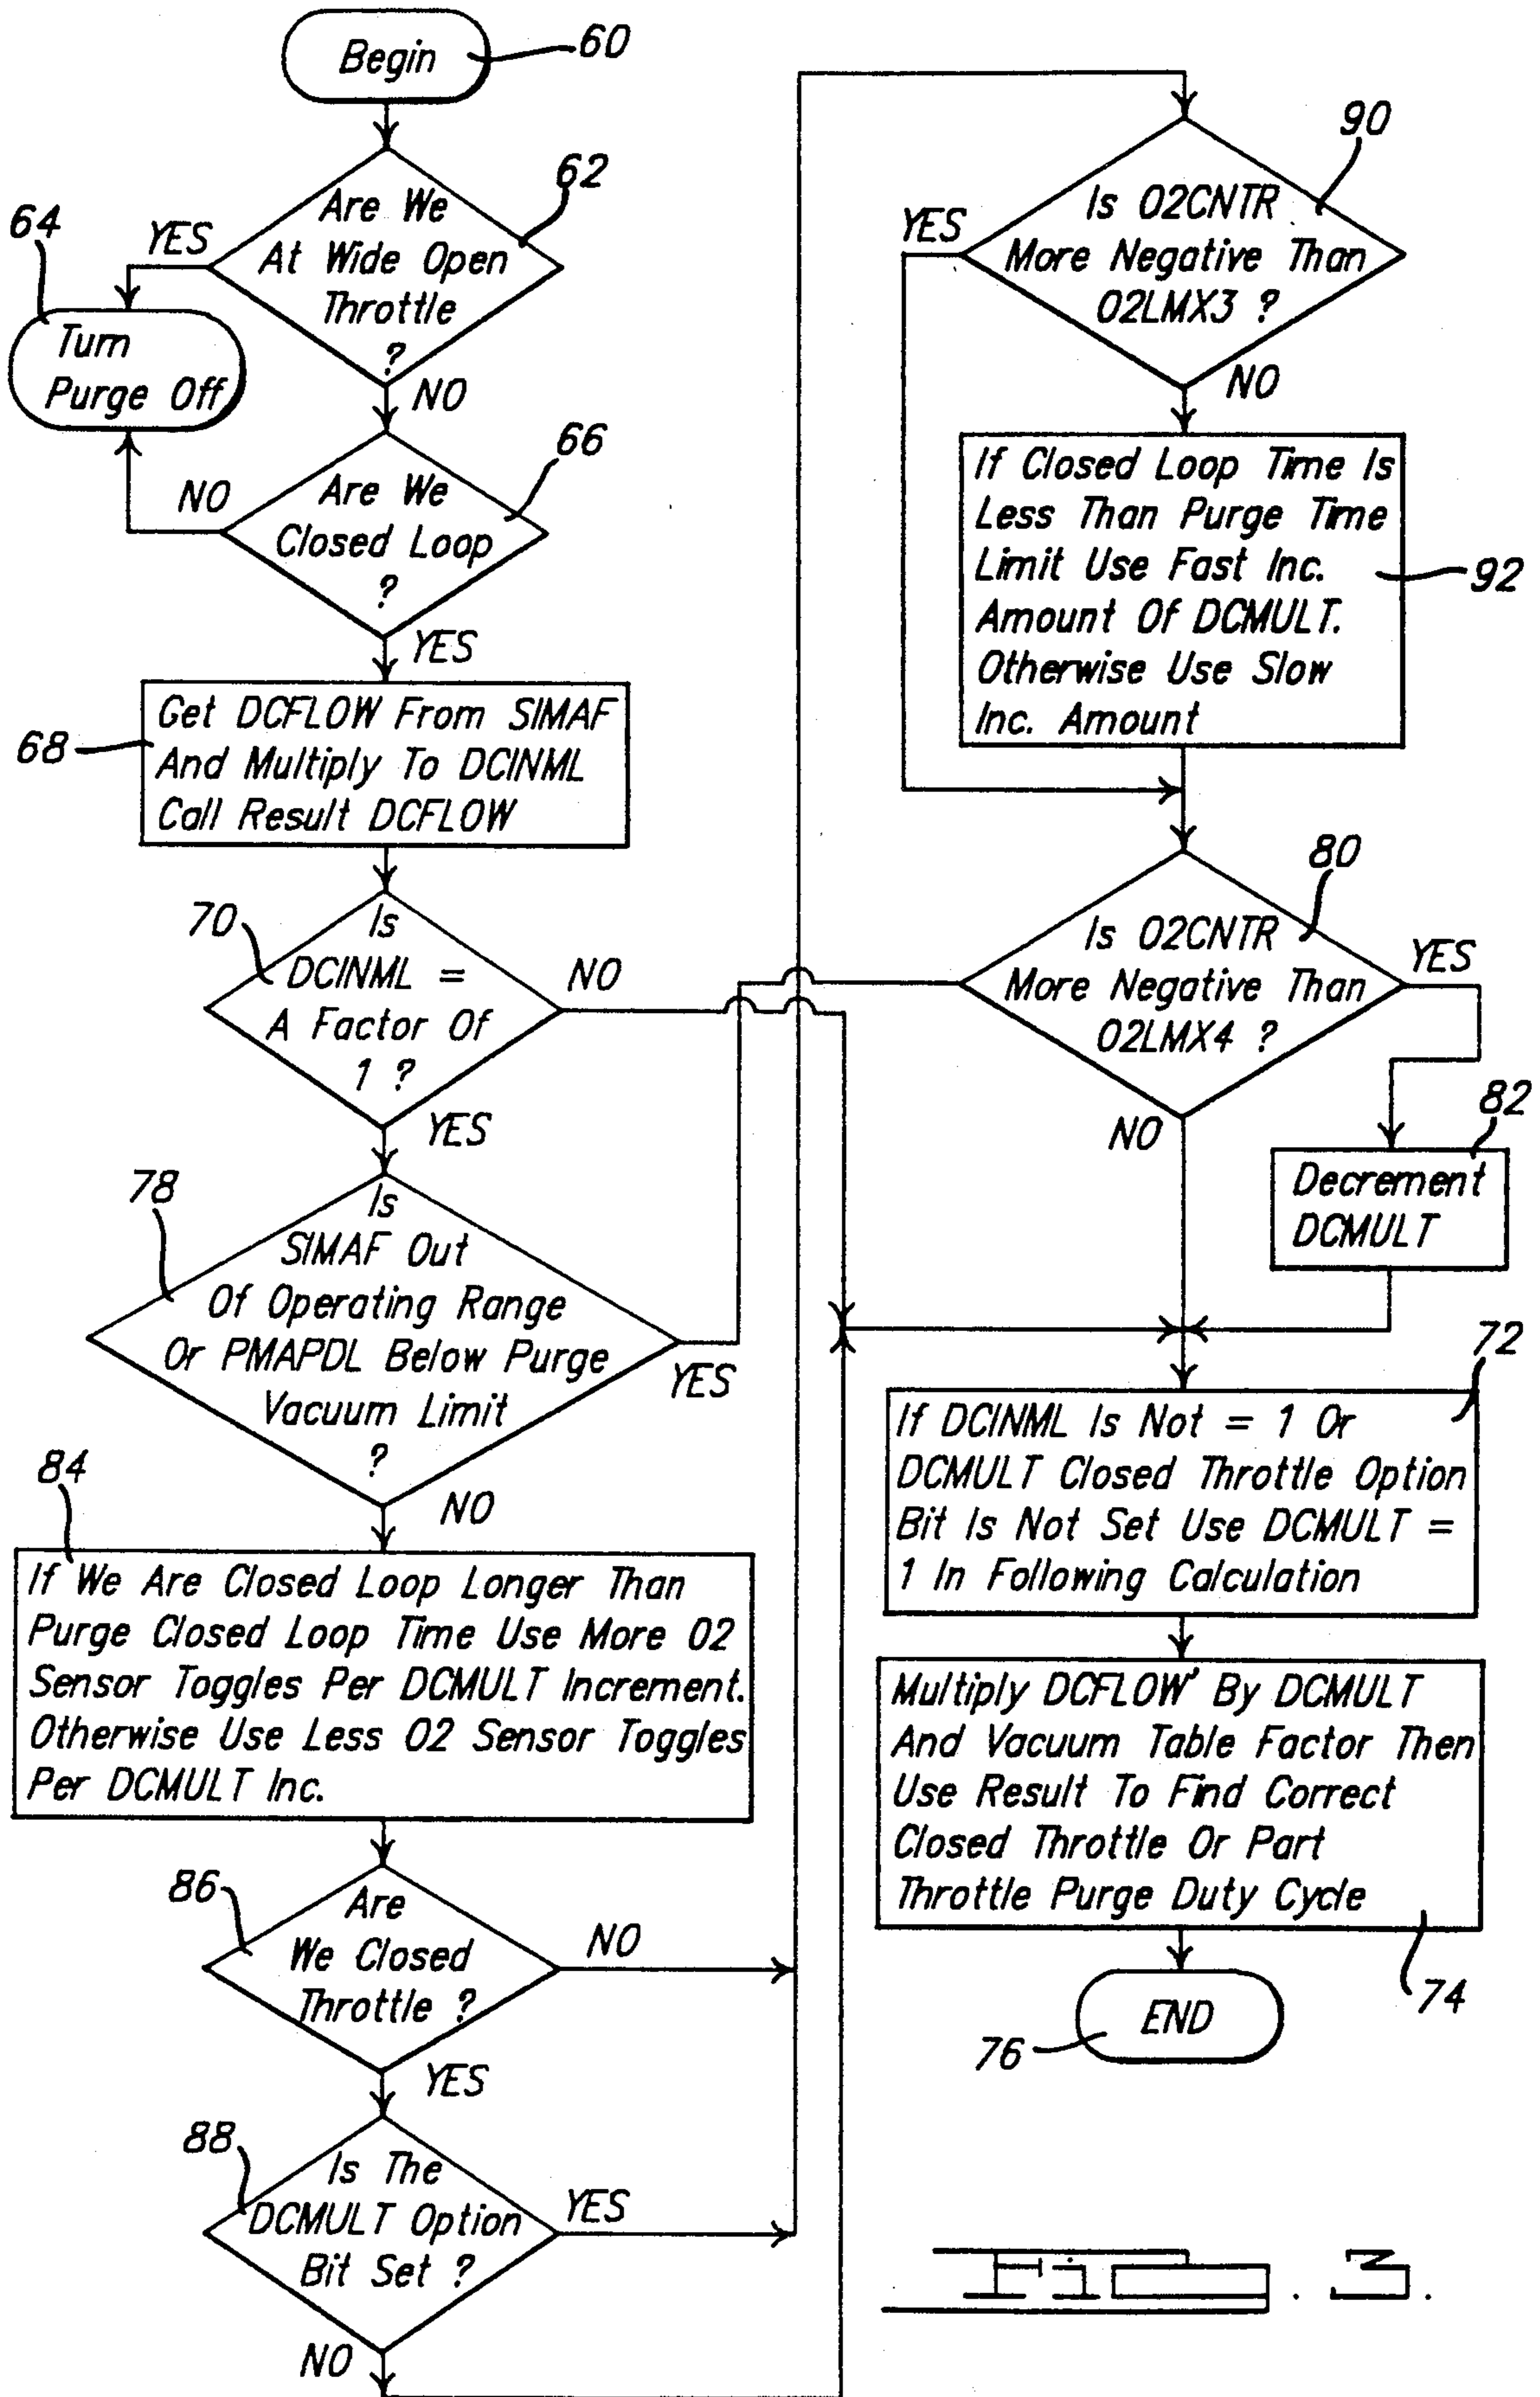 Begin
60
Are We
At Wide Open
Throttle
?
62
YES
64
Turn
Purge Off
NO
Are We
Closed Loop
?
66
NO
YES
Get DCFLOW From SIMAF
And Multiply To DCINML
Call Result DCFLOW
68
70
Is
DCINML =
A Factor Of
1 ?
NO
YES
78
Is
SIMAF Out
Of Operating Range
Or PMAPDL Below Purge
Vacuum Limit
?
YES
NO
84
If We Are Closed Loop Longer Than
Purge Closed Loop Time Use More O2
Sensor Toggles Per DCMULT Increment.
Otherwise Use Less O2 Sensor Toggles
Per DCMULT Inc.
86
Are
We Closed
Throttle ?
NO
YES
88
Is The
DCMULT Option
Bit Set ?
YES
NO
90
Is O2CNTR
More Negative Than
O2LMX3 ?
YES
NO
If Closed Loop Time Is
Less Than Purge Time
Limit Use Fast Inc.
Amount Of DCMULT.
Otherwise Use Slow
Inc. Amount
92
80
Is O2CNTR
More Negative Than
O2LMX4 ?
YES
NO
82
Decrement
DCMULT
72
If DCINML Is Not = 1 Or
DCMULT Closed Throttle Option
Bit Is Not Set Use DCMULT =
1 In Following Calculation
Multiply DCFLOW' By DCMULT
And Vacuum Table Factor Then
Use Result To Find Correct
Closed Throttle Or Part
Throttle Purge Duty Cycle
74
END
76
Fig. 3.